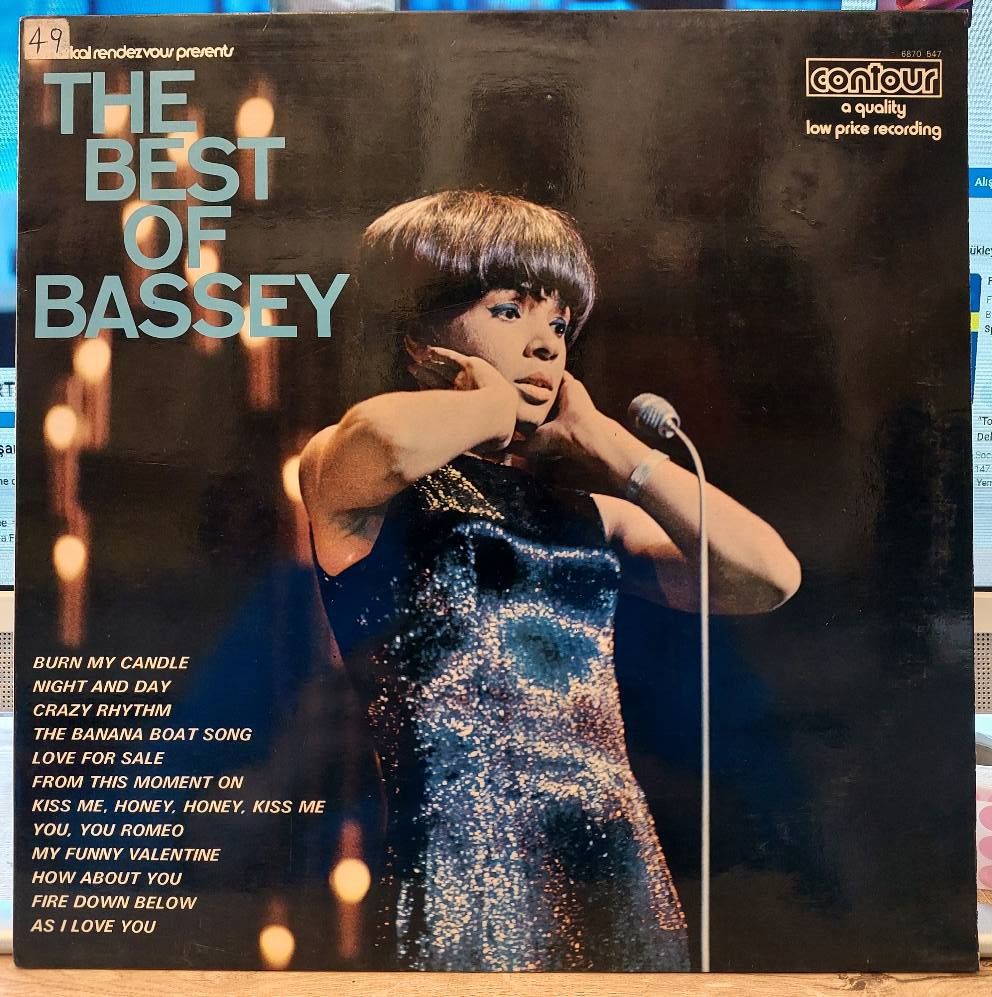 49
rendezvous presents
THE
BEST
OF
BASSEY
6870 547
contour
a quality
low price recording
BURN MY CANDLE
NIGHT AND DAY
CRAZY RHYTHM
THE BANANA BOAT SONG
LOVE FOR SALE
FROM THIS MOMENT ON
KISS ME, HONEY, HONEY, KISS ME
YOU, YOU ROMEO
MY FUNNY VALENTINE
HOW ABOUT YOU
FIRE DOWN BELOW
AS I LOVE YOU